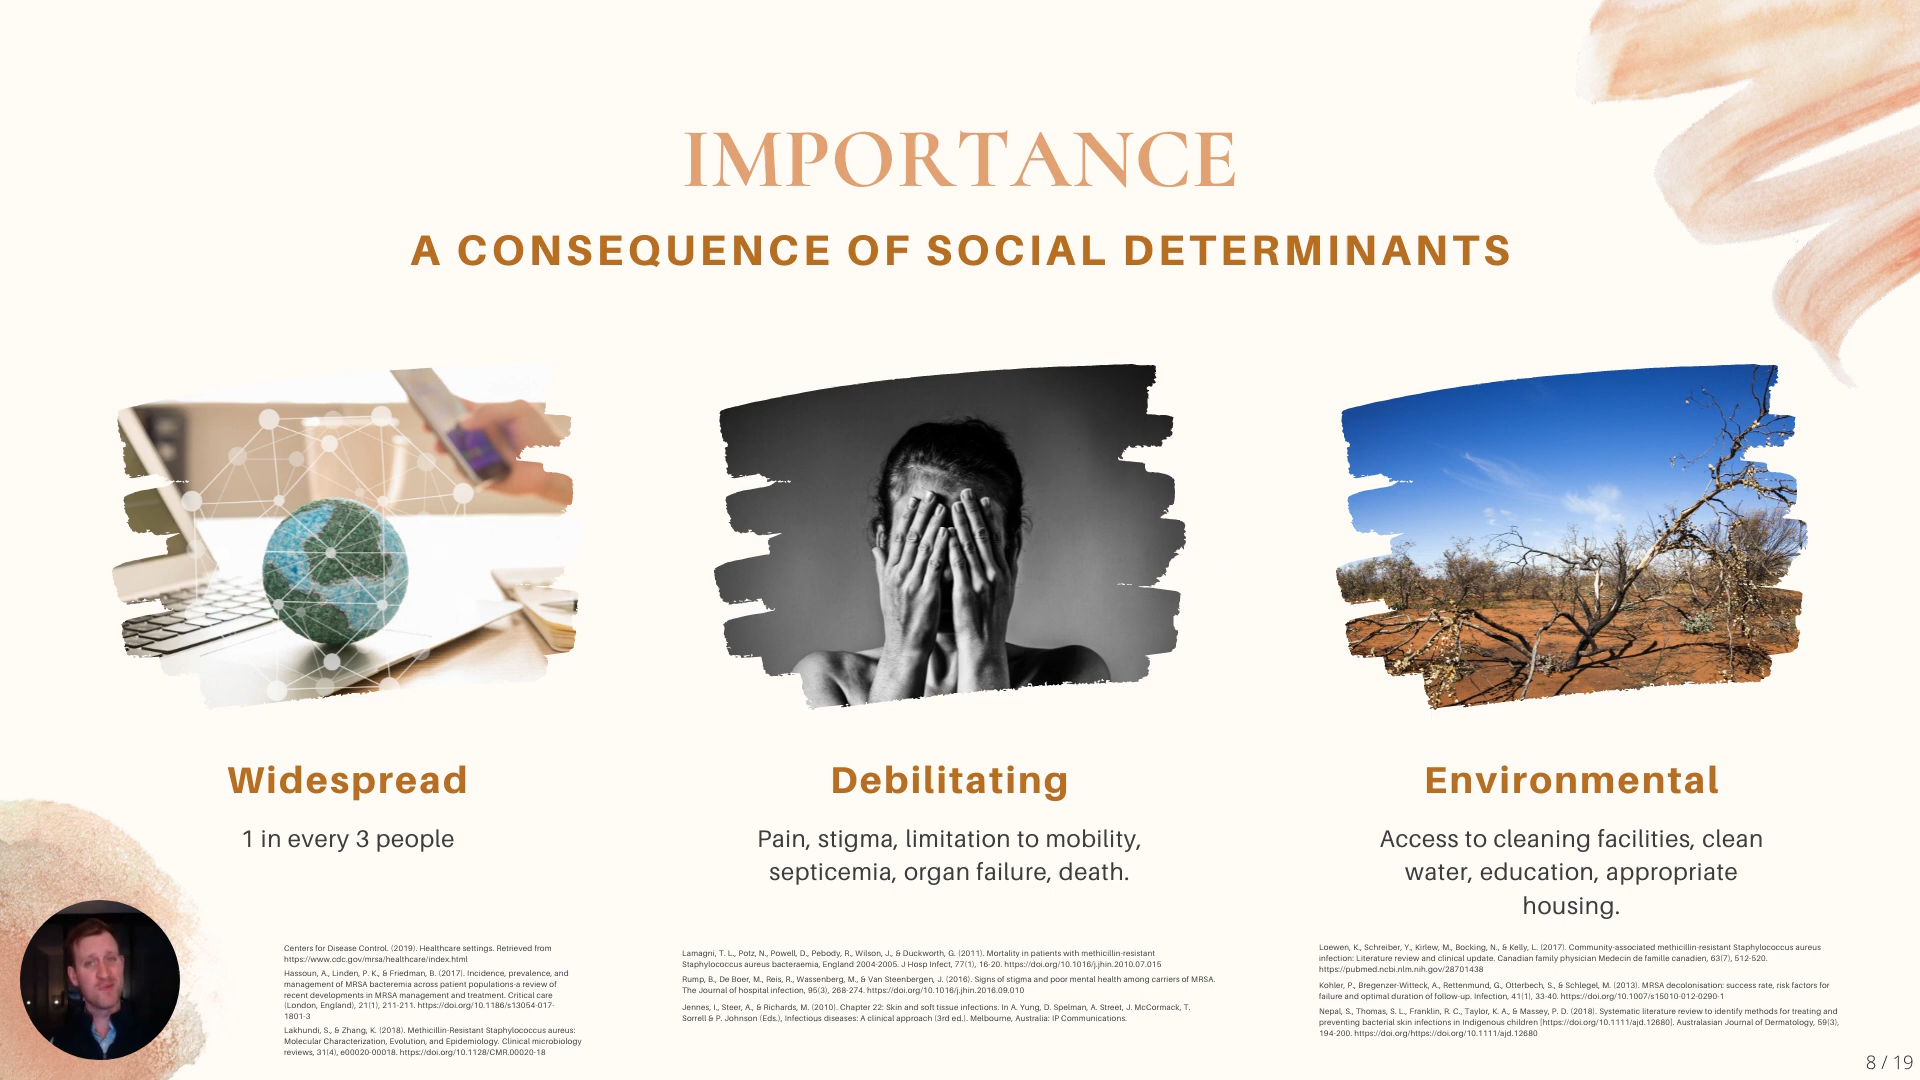 IMPORTANCE
A CONSEQUENCE OF SOCIAL DETERMINANTS
Widespread
1 in every 3 people
Centers for Disease Control. (2019). Healthcare settings. Retrieved from
https://www.cdc.gov/mrsa/healthcare/index.html
Hassoun, A., Linden, P. K., & Friedman, B. (2017). Incidence, prevalence, and
management of MRSA bacteremia across patient populations-a review of
recent developments in MRSA management and treatment. Critical care
(London, England), 21(1), 211-211. https://doi.org/10.1186/s13054-017-
1801-3
Lakhundi, S., & Zhang, K. (2018). Methicillin-Resistant Staphylococcus aureus:
Molecular Characterization, Evolution, and Epidemiology. Clinical microbiology
reviews, 31(4), e00020-00018. https://doi.org/10.1128/CMR.00020-18
Debilitating
Pain, stigma, limitation to mobility,
septicemia, organ failure, death.
Lamagni, T. L., Potz, N., Powell, D., Pebody, R., Wilson, J., & Duckworth, G. (2011). Mortality in patients with methicillin-resistant
Staphylococcus aureus bacteraemia, England 2004-2005. J Hosp Infect, 77(1), 16-20. https://doi.org/10.1016/j.jhin.2010.07.015
Rump, B., De Boer, M., Reis, R., Wassenberg, M., & Van Steenbergen, J. (2016). Signs of stigma and poor mental health among carriers of MRSA.
The Journal of hospital infection, 95(3), 268-274. https://doi.org/10.1016/j.jhin.2016.09.010
Jennes, I., Steer, A., & Richards, M. (2010). Chapter 22: Skin and soft tissue infections. In A. Yung, D. Spelman, A. Street, J. McCormack, T.
Sorrell & P. Johnson (Eds.), Infectious diseases: A clinical approach (3rd ed.). Melbourne, Australia: IP Communications.
Environmental
Access to cleaning facilities, clean
water, education, appropriate
housing.
Loewen, K., Schreiber, Y., Kirlew, M., Bocking, N., & Kelly, L. (2017). Community-associated methicillin-resistant Staphylococcus aureus
infection: Literature review and clinical update. Canadian family physician Medecin de famille canadien, 63(7), 512-520.
https://pubmed.ncbi.nlm.nih.gov/28701438
Kohler, P., Bregenzer-Witteck, A., Rettenmund, G., Otterbech, S., & Schlegel, M. (2013). MRSA decolonisation: success rate, risk factors for
failure and optimal duration of follow-up. Infection, 41(1), 33-40. https://doi.org/10.1007/s15010-012-0290-1
Nepal, S., Thomas, S. L., Franklin, R. C., Taylor, K. A., & Massey, P. D. (2018). Systematic literature review to identify methods for treating and
preventing bacterial skin infections in Indigenous children [https://doi.org/10.1111/ajd.12680]. Australasian Journal of Dermatology, 59(3),
194-200. https://doi.org/https://doi.org/10.1111/ajd.12680
8 / 19